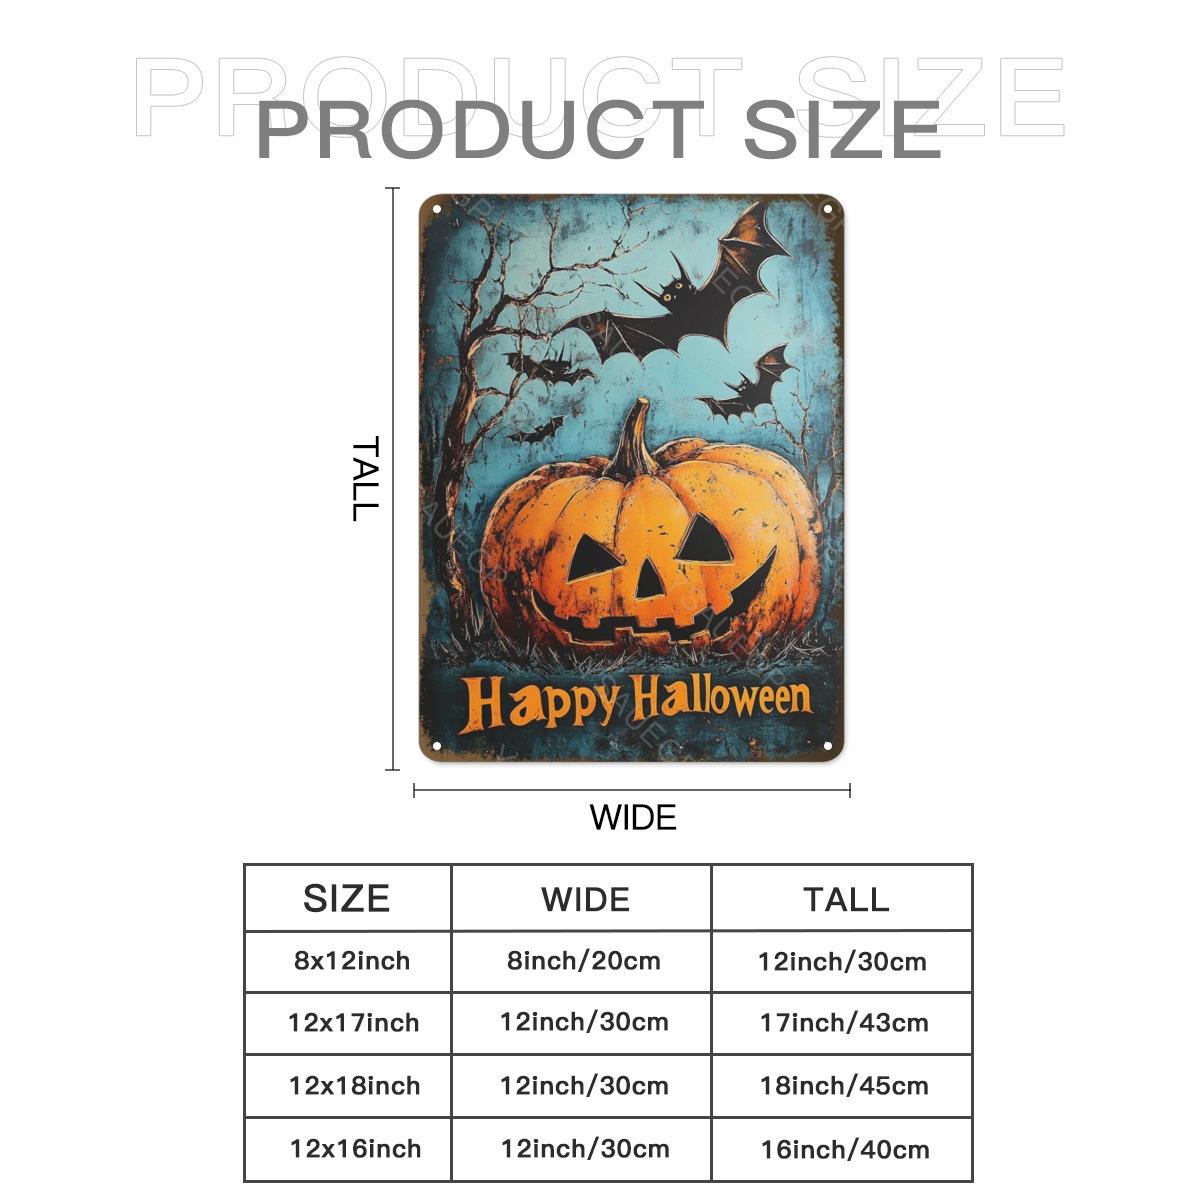 PRODUCT SIZE
PRODUCT SIZE
TALL
Happy Halloween
WIDE
SIZE WIDE TALL
8x12inch 8inch/20cm 12inch/30cm
12x17inch 12inch/30cm 17inch/43cm
12x18inch 12inch/30cm 18inch/45cm
12x16inch 12inch/30cm 16inch/40cm